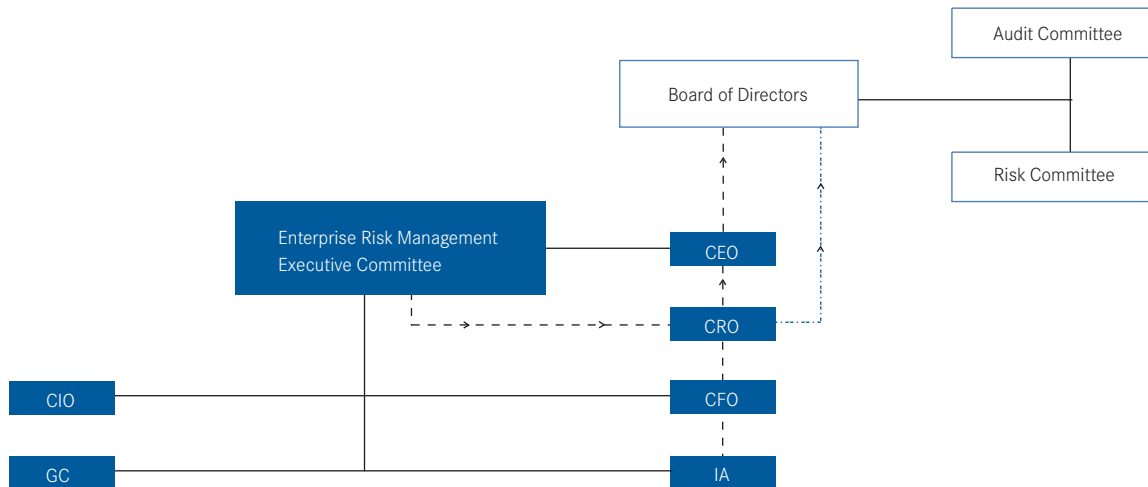 Audit Committee
Board of Directors
Risk Committee
Enterprise Risk Management
Executive Committee
CEO
CRO
CIO
CFO
GC
IA